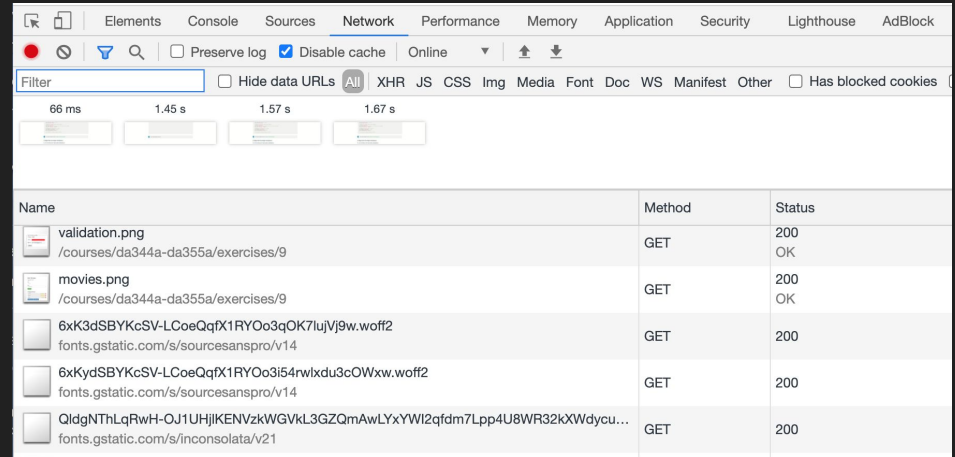 Elements Console Sources Network Performance Memory Application Security Lighthouse AdBlock
Preserve log Disable cache Online
Filter Hide data URLs All XHR JS CSS Img Media Font Doc WS Manifest Other Has blocked cookies
66 ms 1.45 s 1.57 s 1.67 s
Name Method Status
validation.png GET 200
/courses/da344a-da355a/exercises/9 OK
movies.png GET 200
/courses/da344a-da355a/exercises/9 OK
6xK3dSBYKcSV-LCoeQqfX1RYOo3qOK7lujVj9w.woff2 GET 200
fonts.gstatic.com/s/sourcesanspro/v14
6xKydSBYKcSV-LCoeQqfX1RYOo3i54rwlxdu3cOWxw.woff2 GET 200
fonts.gstatic.com/s/sourcesanspro/v14
QldgNThLqRwH-OJ1UHjlKENVzkWGVkL3GZQmAwLYxYWI2qfdm7Lpp4U8WR32kXWdycu... GET 200
fonts.gstatic.com/s/inconsolata/v21